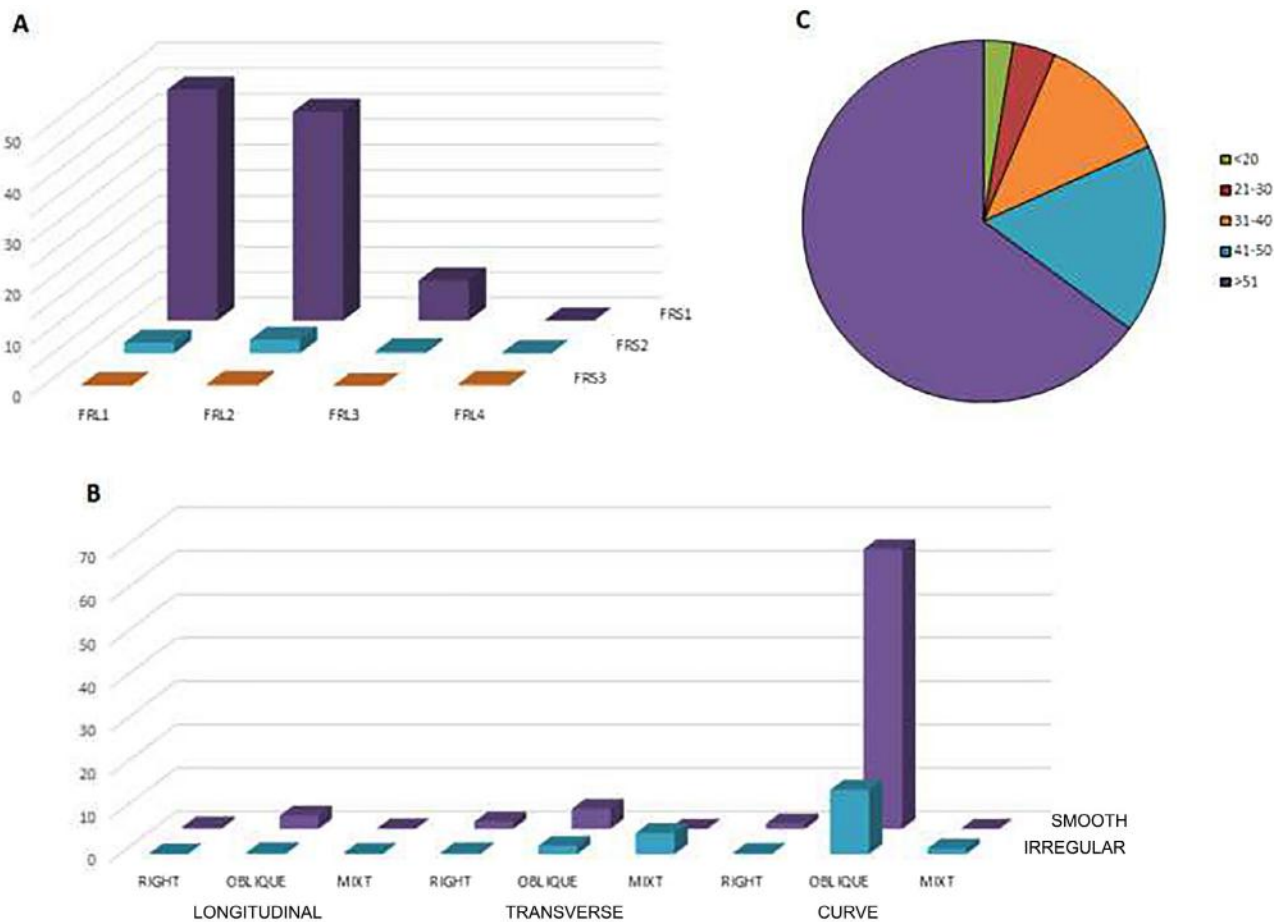 A
50
40
30
20
10
0
FRS1
FRS2
FRS3
FRL1 FRL2 FRL3 FRL4
C
<20
21-30
31-40
41-50
>51
B
70
60
50
40
30
20
10
0
SMOOTH
IRREGULAR
RIGHT OBLIQUE MIXT RIGHT OBLIQUE MIXT RIGHT OBLIQUE MIXT
LONGITUDINAL TRANSVERSE CURVE